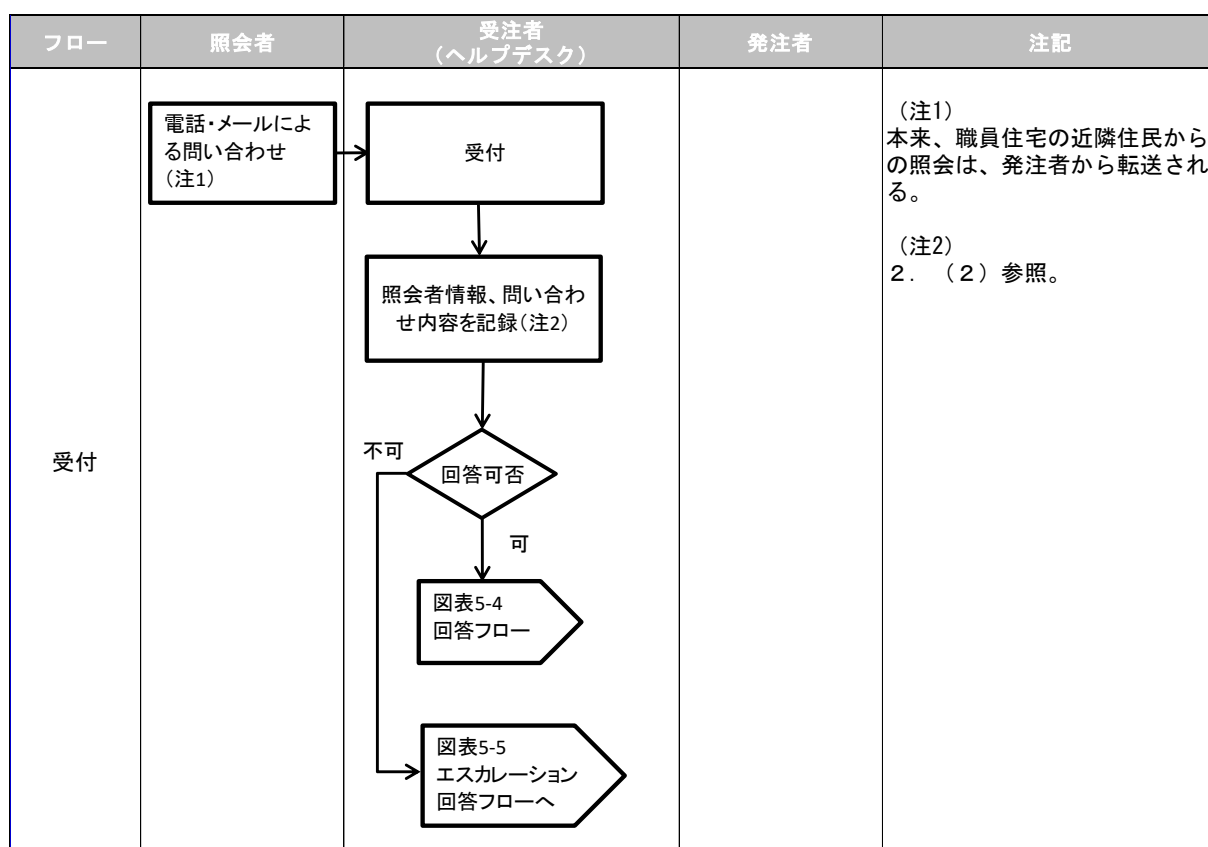 フロー
照会者
受注者
（ヘルプデスク）
発注者
注記
受付
電話・メールによ
る問い合わせ
（注1）
受付
照会者情報、問い合わ
せ内容を記録（注2）
回答可否
不可
可
図表5-4
回答フロー
図表5-5
エスカレーション
回答フローへ
（注1）
本来、職員住宅の近隣住民から
の照会は、発注者から転送され
る。
（注2）
２．（２）参照。